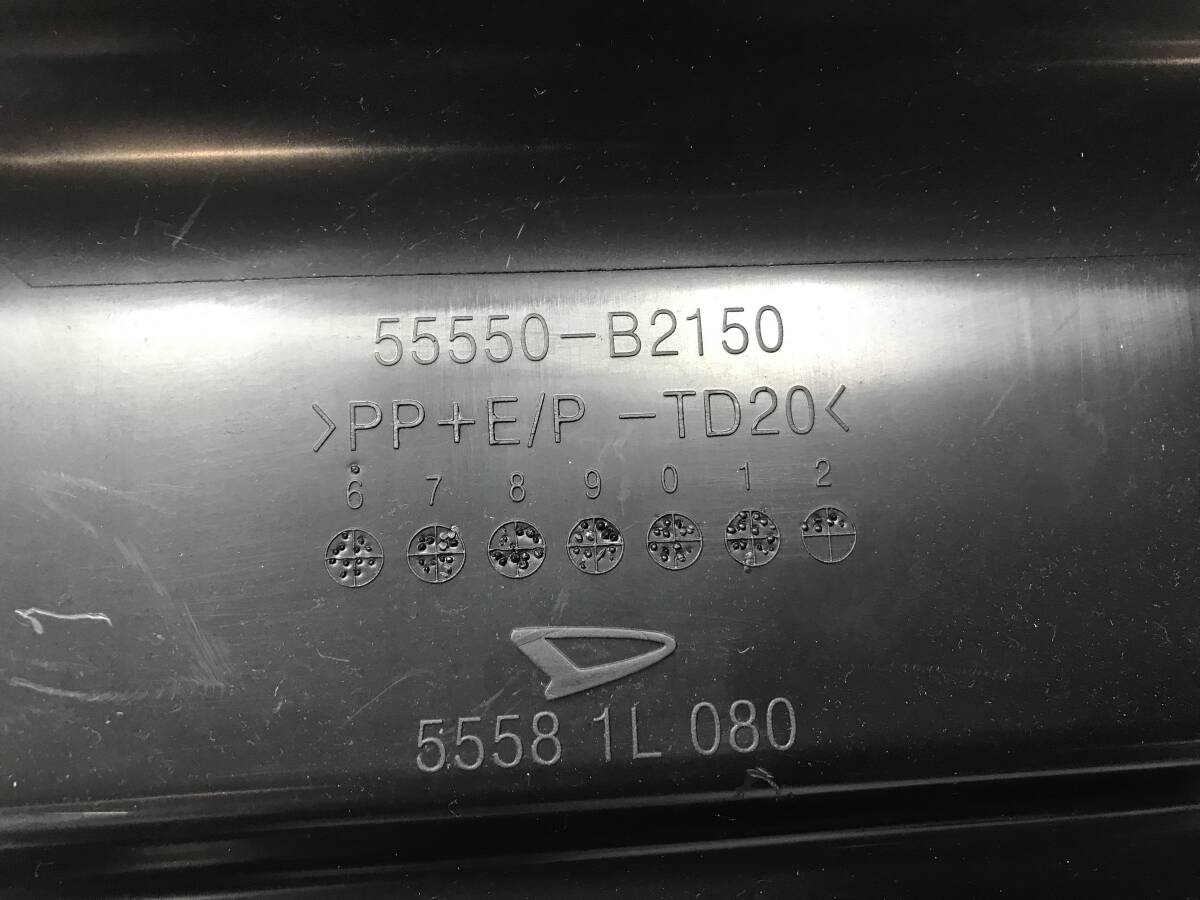 55550-B2150
>PP+E/P -TD20<
6 7 8 9 0 1 2
5558 1L 080